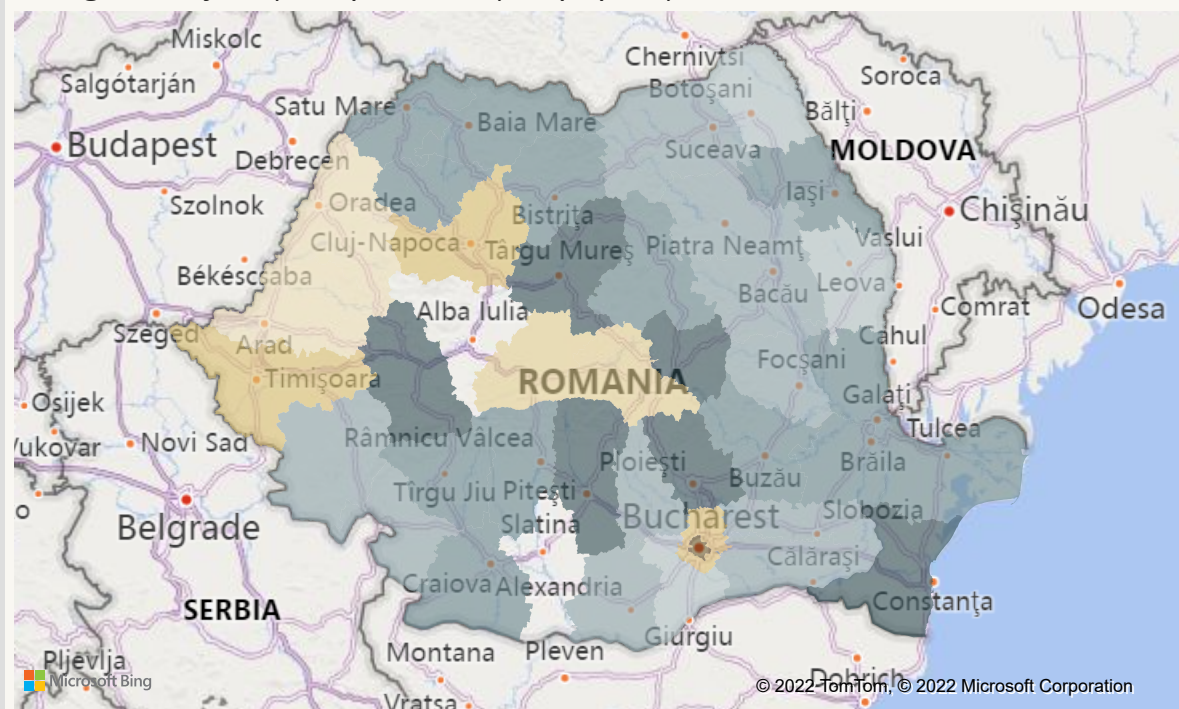 Miskolc
Chernivtsi
Salgótarján
Soroca
Botoşani
Satu Mare
Baia Mare
Bălţi
Budapest
Debrecen
Suceava
MOLDOVA
Szolnok
Oradea
Bistriţa
Iaşi
Chişinău
Cluj-Napoca
Târgu Mureş
Piatra Neamţ
Vaslui
Békéscsaba
Bacău
Leova
Alba Iulia
Comrat
Odesa
Szeged
Arad
Cahul
Focşani
Timişoara
ROMANIA
Osijek
Galaţi
Tulcea
Vukovar
Novi Sad
Râmnicu Vâlcea
Ploieşti
Buzău
Brăila
Tîrgu Jiu
Piteşti
o
Slatina
Bucharest
Slobozia
Belgrade
Călăraşi
Craiova
Alexandria
Constanţa
SERBIA
Giurgiu
Montana
Pleven
Pljevlja
Dobrich
Microsoft Bing
© 2022 TomTom, © 2022 Microsoft Corporation
Vratsa